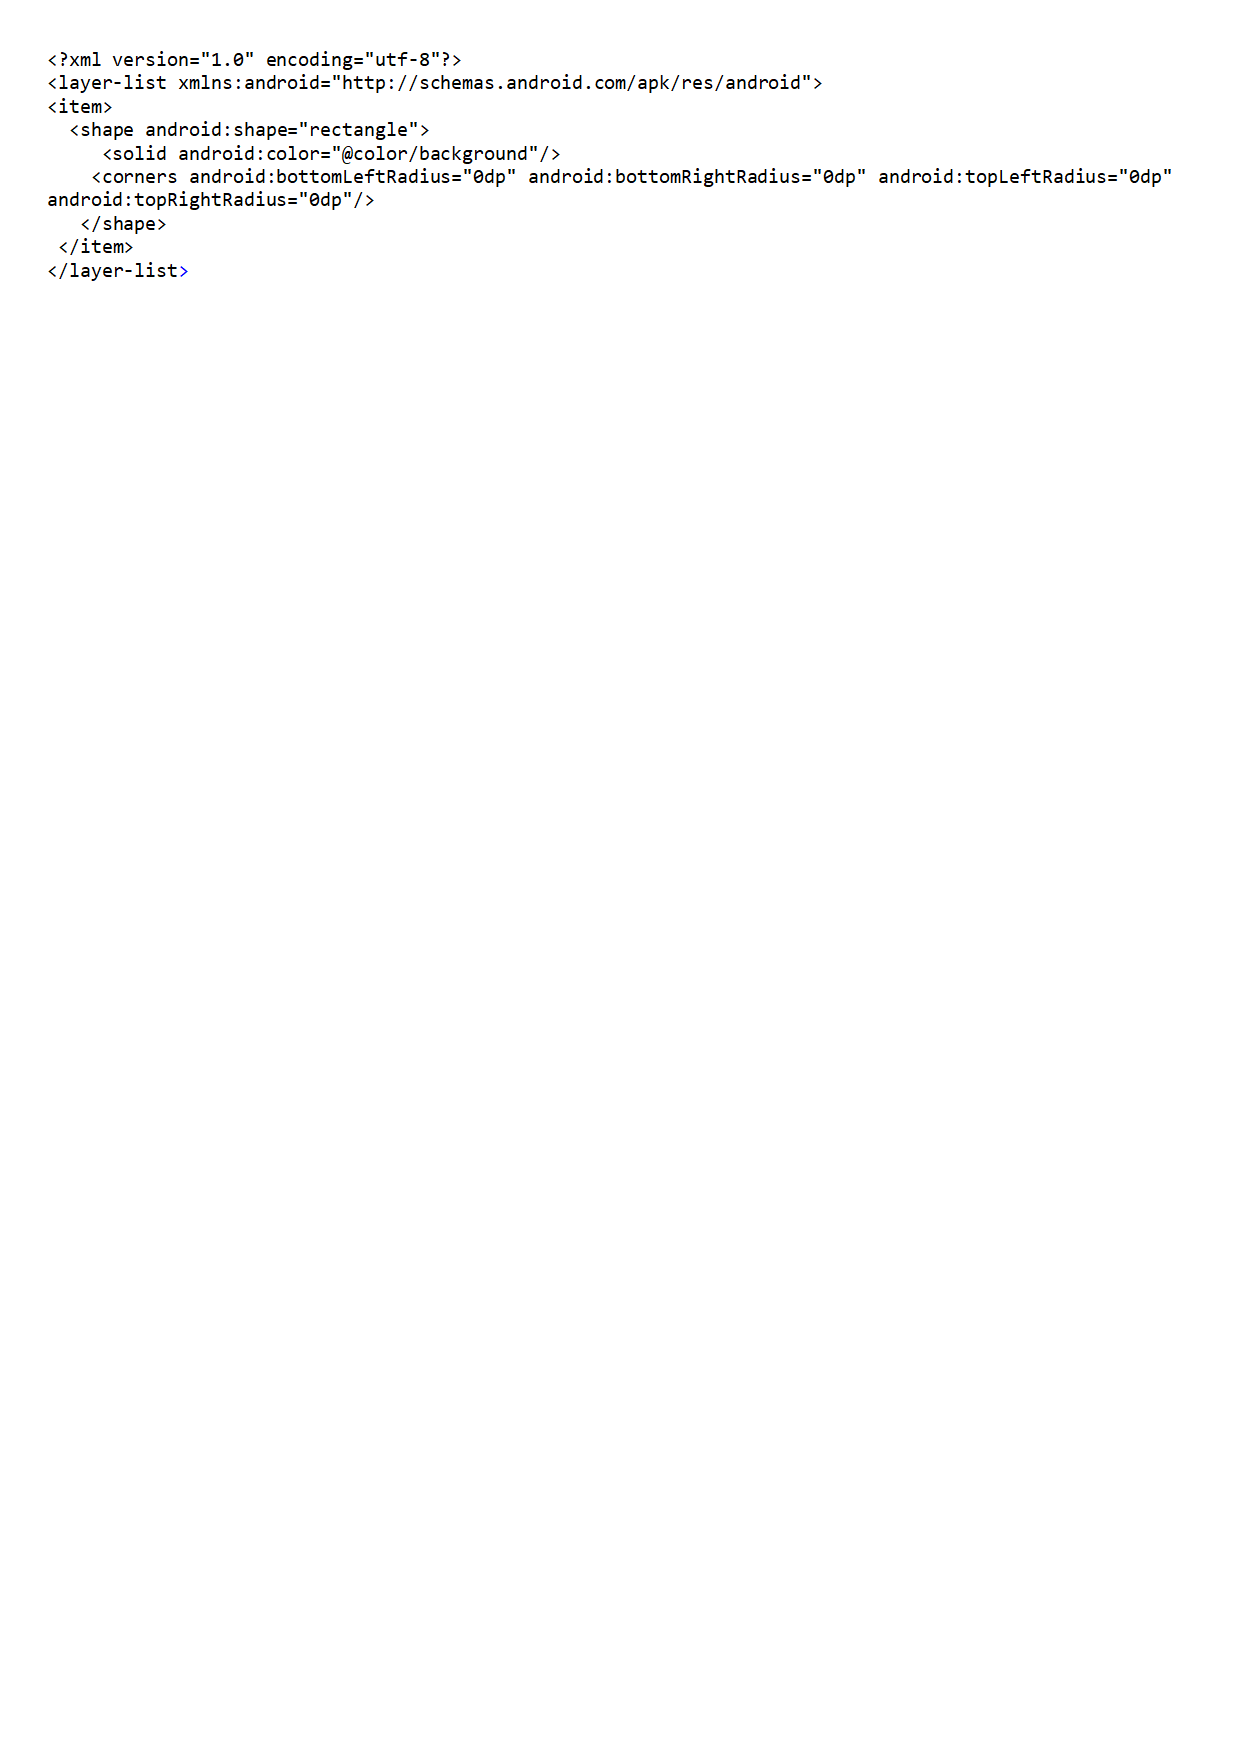 <?xml version="1.0" encoding="utf-8"?>
<layer-list xmlns:android="http://schemas.android.com/apk/res/android">
<item>
  <shape android:shape="rectangle">
     <solid android:color="@color/background"/>
    <corners android:bottomLeftRadius="0dp" android:bottomRightRadius="0dp" android:topLeftRadius="0dp"
android:topRightRadius="0dp"/>
   </shape>
 </item>
</layer-list>